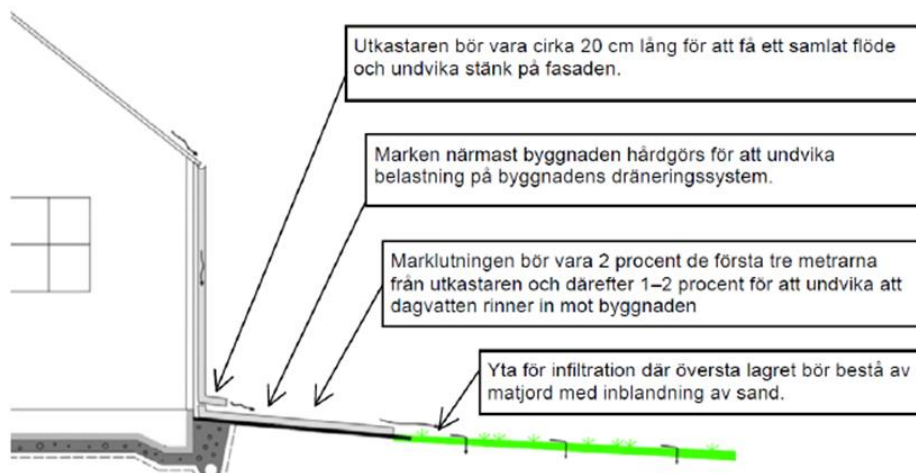 Utkastaren bör vara cirka 20 cm lång för att få ett samlat flöde
och undvika stänk på fasaden.
Marken närmast byggnaden hårdgörs för att undvika
belastning på byggnadens dräneringssystem.
Marklutningen bör vara 2 procent de första tre metrarna
från utkastaren och därefter 1–2 procent för att undvika att
dagvatten rinner in mot byggnaden
Yta för infiltration där översta lagret bör bestå av
matjord med inblandning av sand.